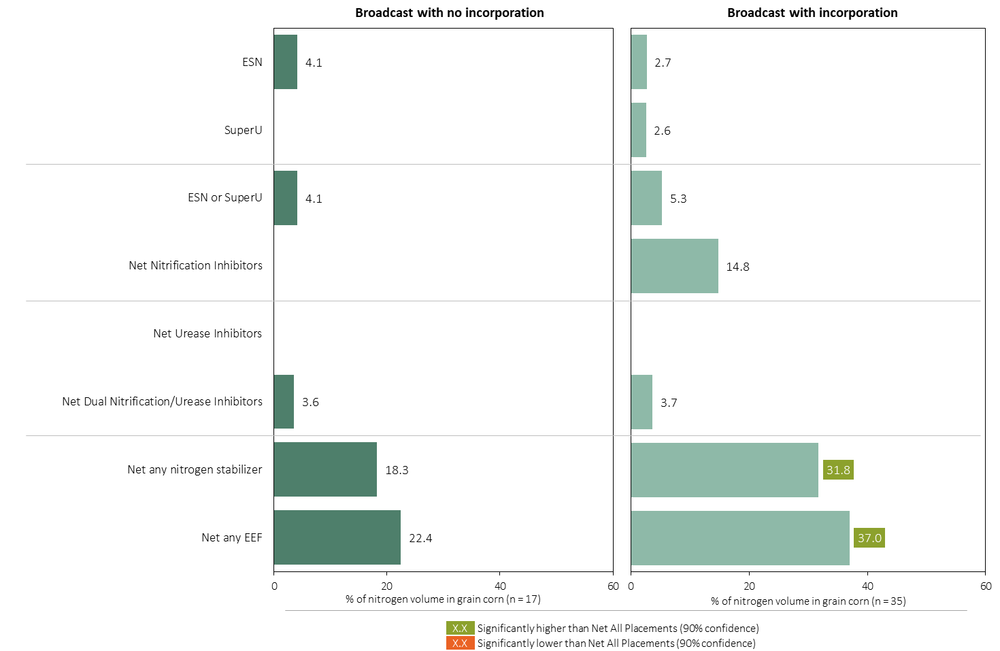 Broadcast with no incorporation
Broadcast with incorporation
ESN
4.1
2.7
SuperU
2.6
ESN or SuperU
4.1
5.3
Net Nitrification Inhibitors
14.8
Net Urease Inhibitors
Net Dual Nitrification/Urease Inhibitors
3.6
3.7
Net any nitrogen stabilizer
18.3
31.8
Net any EEF
22.4
37.0
0 20 40 60
0 20 40 60
% of nitrogen volume in grain corn (n = 17)
% of nitrogen volume in grain corn (n = 35)
X.X Significantly higher than Net All Placements (90% confidence)
X.X Significantly lower than Net All Placements (90% confidence)